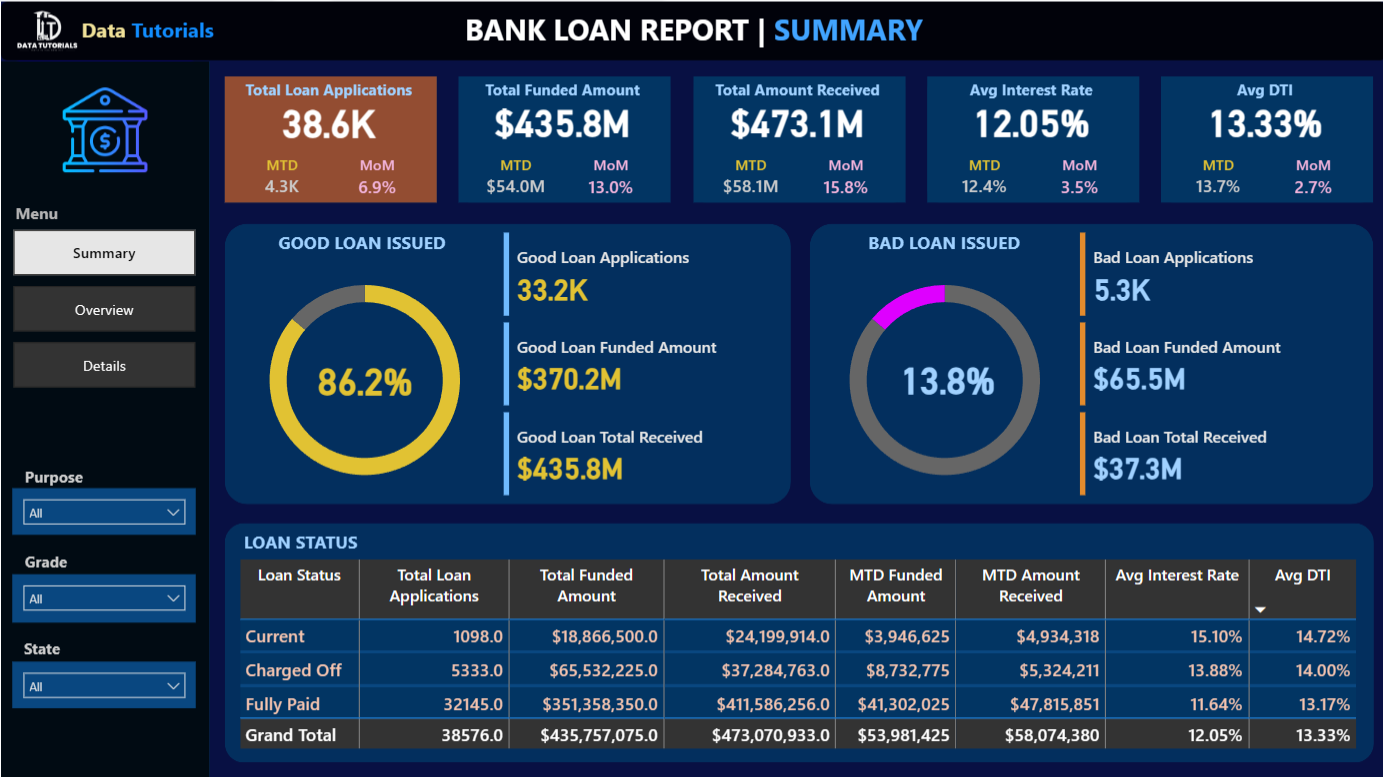 DATA TUTORIALS
Data Tutorials
BANK LOAN REPORT | SUMMARY
Menu
Summary
Overview
Details
Purpose
All
Grade
All
State
All
Total Loan Applications
38.6K
MTD MoM
4.3K 6.9%
Total Funded Amount
$435.8M
MTD MoM
$54.0M 13.0%
Total Amount Received
$473.1M
MTD MoM
$58.1M 15.8%
Avg Interest Rate
12.05%
MTD MoM
12.4% 3.5%
Avg DTI
13.33%
MTD MoM
13.7% 2.7%
GOOD LOAN ISSUED
86.2%
Good Loan Applications
33.2K
Good Loan Funded Amount
$370.2M
Good Loan Total Received
$435.8M
BAD LOAN ISSUED
13.8%
Bad Loan Applications
5.3K
Bad Loan Funded Amount
$65.5M
Bad Loan Total Received
$37.3M
LOAN STATUS
Loan Status Total Loan Applications Total Funded Amount Total Amount Received MTD Funded Amount MTD Amount Received Avg Interest Rate Avg DTI
Current 1098.0 $18,866,500.0 $24,199,914.0 $3,946,625 $4,934,318 15.10% 14.72%
Charged Off 5333.0 $65,532,225.0 $37,284,763.0 $8,732,775 $5,324,211 13.88% 14.00%
Fully Paid 32145.0 $351,358,350.0 $411,586,256.0 $41,302,025 $47,815,851 11.64% 13.17%
Grand Total 38576.0 $435,757,075.0 $473,070,933.0 $53,981,425 $58,074,380 12.05% 13.33%